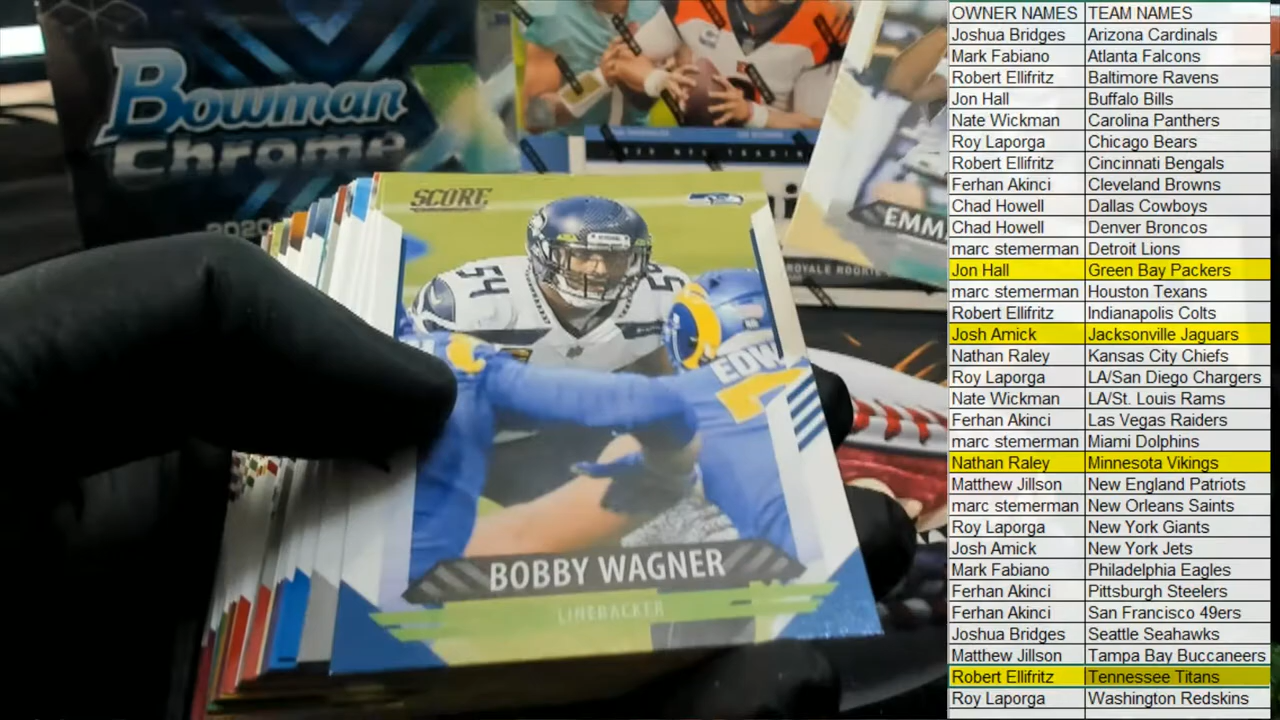 Bowman
Chrome
2020
SCORE
54
EDW
EMM
ROYALE ROOKIE
BOBBY WAGNER
LINEBACKER
OWNER NAMES TEAM NAMES
Joshua Bridges Arizona Cardinals
Mark Fabiano Atlanta Falcons
Robert Ellifritz Baltimore Ravens
Jon Hall Buffalo Bills
Nate Wickman Carolina Panthers
Roy Laporga Chicago Bears
Robert Ellifritz Cincinnati Bengals
Ferhan Akinci Cleveland Browns
Chad Howell Dallas Cowboys
Chad Howell Denver Broncos
marc stemerman Detroit Lions
Jon Hall Green Bay Packers
marc stemerman Houston Texans
Robert Ellifritz Indianapolis Colts
Josh Amick Jacksonville Jaguars
Nathan Raley Kansas City Chiefs
Roy Laporga LA/San Diego Chargers
Nate Wickman LA/St. Louis Rams
Ferhan Akinci Las Vegas Raiders
marc stemerman Miami Dolphins
Nathan Raley Minnesota Vikings
Matthew Jillson New England Patriots
marc stemerman New Orleans Saints
Roy Laporga New York Giants
Josh Amick New York Jets
Mark Fabiano Philadelphia Eagles
Ferhan Akinci Pittsburgh Steelers
Ferhan Akinci San Francisco 49ers
Joshua Bridges Seattle Seahawks
Matthew Jillson Tampa Bay Buccaneers
Robert Ellifritz Tennessee Titans
Roy Laporga Washington Redskins